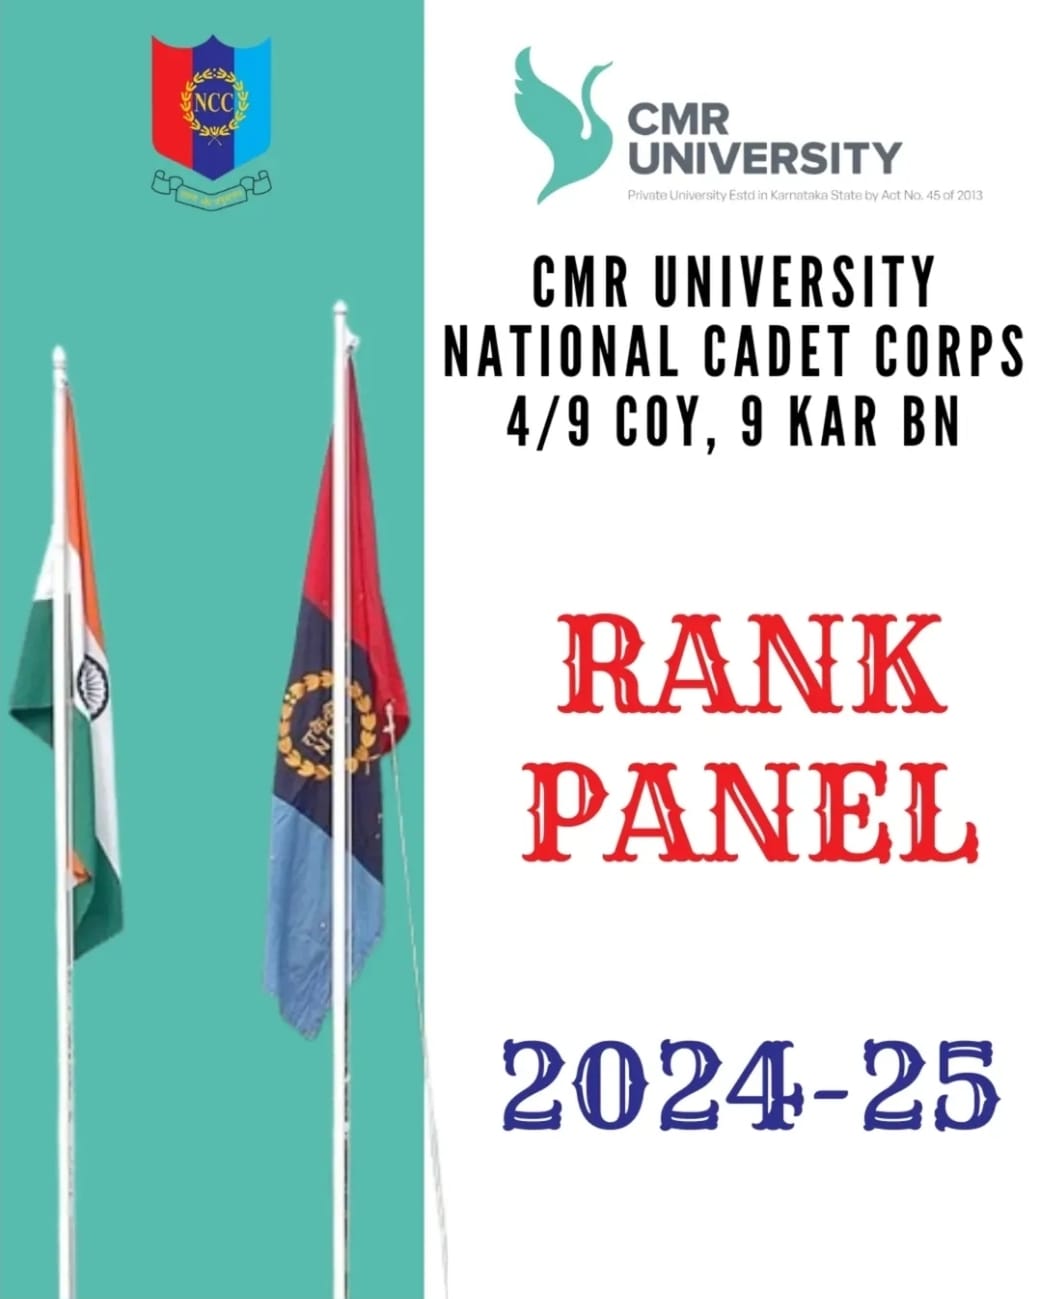 NCC
CMR
UNIVERSITY
Private University Estd in Karnataka State by Act No. 45 of 2013
CMR UNIVERSITY
NATIONAL CADET CORPS
4/9 COY, 9 KAR BN
RANK
PANEL
2024-25